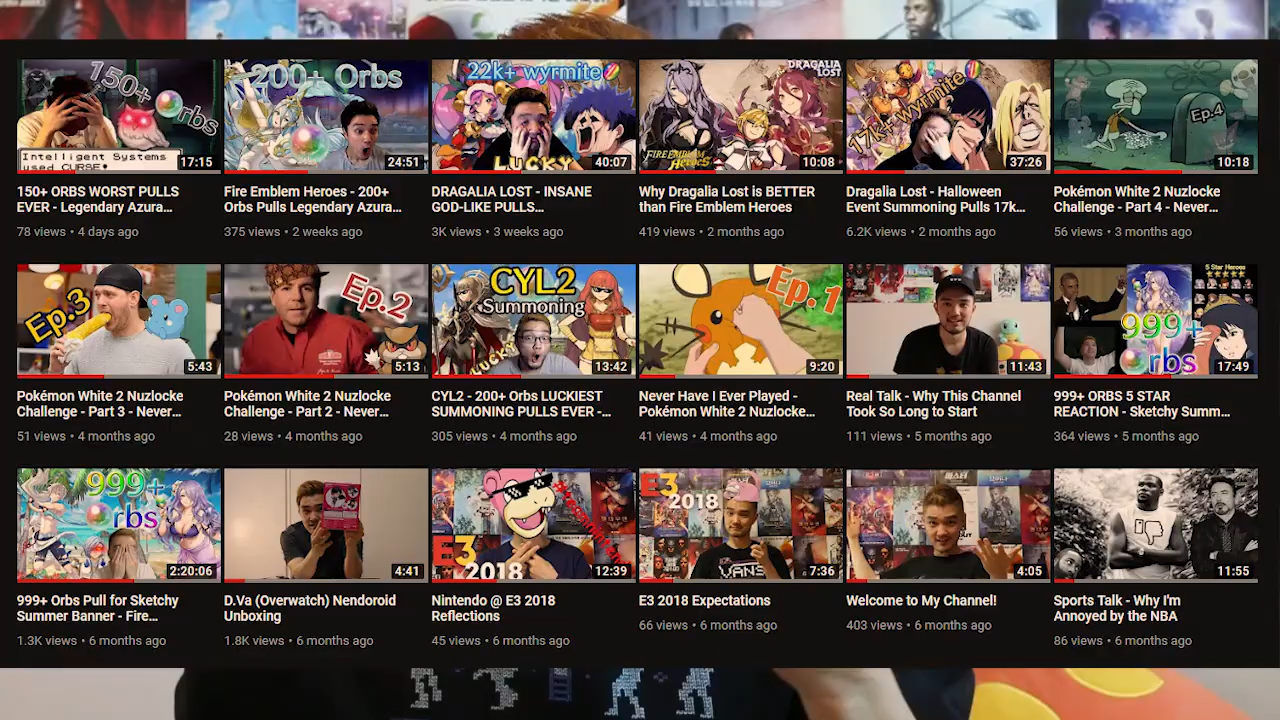 150+ Orbs
Intelligent Systems
used CURSE!
17:15
200+ Orbs
24:51
22k+ wyrmite
LUCKY
40:07
DRAGALIA
LOST
FIRE EMBLEM
HEROES
10:08
17k+ wyrmite
37:26
Ep.4
10:18
150+ ORBS WORST PULLS
EVER - Legendary Azura...
78 views • 4 days ago
Fire Emblem Heroes - 200+
Orbs Pulls Legendary Azura...
375 views • 2 weeks ago
DRAGALIA LOST - INSANE
GOD-LIKE PULLS...
3K views • 3 weeks ago
Why Dragalia Lost is BETTER
than Fire Emblem Heroes
419 views • 2 months ago
Dragalia Lost - Halloween
Event Summoning Pulls 17k...
6.2K views • 2 months ago
Pokémon White 2 Nuzlocke
Challenge - Part 4 - Never...
56 views • 3 months ago
Ep.3
5:43
Ep.2
5:13
CYL2
Summoning
Lucky
13:42
Ep. 1
9:20
11:43
5 Star Heroes
999+
Orbs
17:49
Pokémon White 2 Nuzlocke
Challenge - Part 3 - Never...
51 views • 4 months ago
Pokémon White 2 Nuzlocke
Challenge - Part 2 - Never...
28 views • 4 months ago
CYL2 - 200+ Orbs LUCKIEST
SUMMONING PULLS EVER -...
305 views • 4 months ago
Never Have I Ever Played -
Pokémon White 2 Nuzlocke...
41 views • 4 months ago
Real Talk - Why This Channel
Took So Long to Start
111 views • 5 months ago
999+ ORBS 5 STAR
REACTION - Sketchy Summ...
364 views • 5 months ago
999+
Orbs
2:20:06
4:41
E3
2018
12:39
E3
2018
VANS
7:36
4:05
11:55
999+ Orbs Pull for Sketchy
Summer Banner - Fire...
1.3K views • 6 months ago
D.Va (Overwatch) Nendoroid
Unboxing
1.8K views • 6 months ago
Nintendo @ E3 2018
Reflections
45 views • 6 months ago
E3 2018 Expectations
66 views • 6 months ago
Welcome to My Channel!
403 views • 6 months ago
Sports Talk - Why I'm
Annoyed by the NBA
86 views • 6 months ago